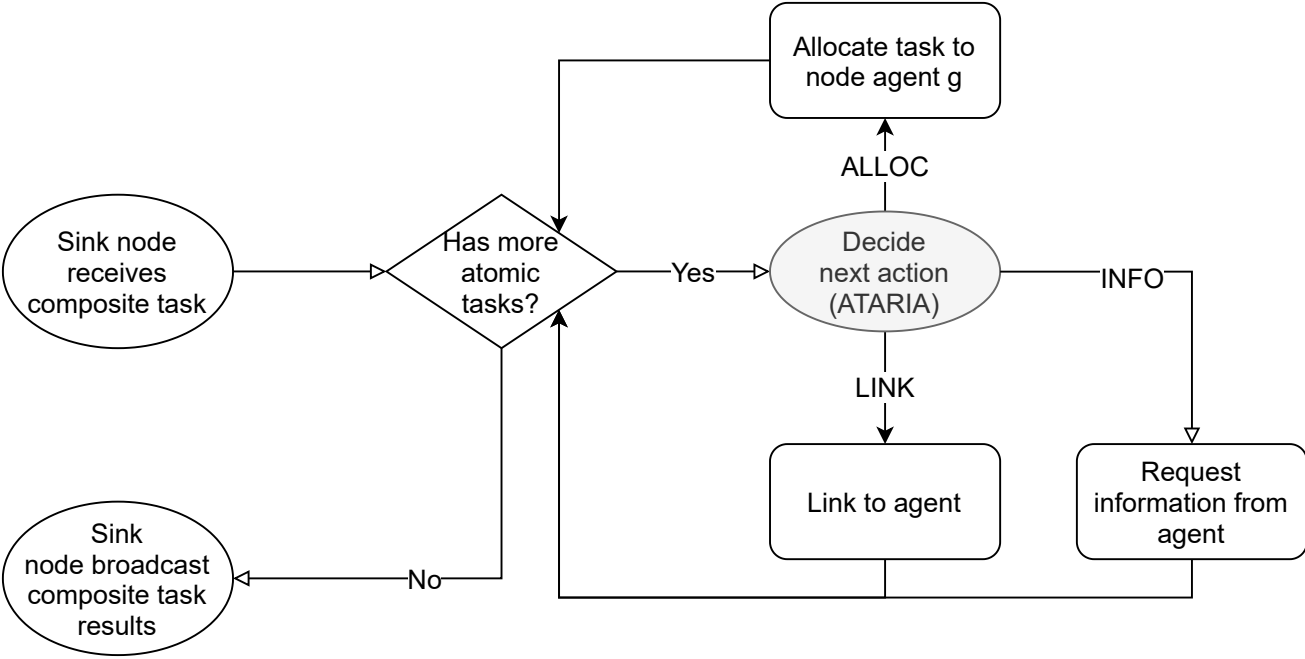 Allocate task to
node agent g
ALLOC
Sink node
receives
composite task
Has more
atomic
tasks?
Yes
Decide
next action
(ATARIA)
INFO
LINK
Link to agent
Request
information from
agent
Sink
node broadcast
composite task
results
No